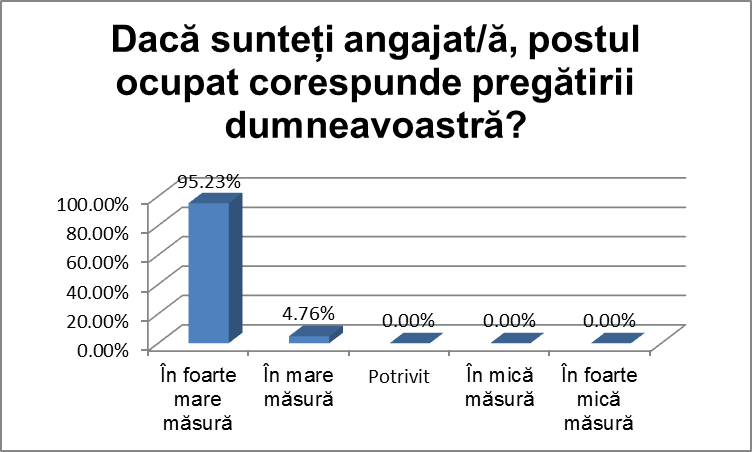 Dacă sunteți angajat/ă, postul
ocupat corespunde pregătirii
dumneavoastră?
95.23%
100.00%
80.00%
60.00%
40.00%
20.00%
0.00%
4.76%
0.00%
0.00%
0.00%
În foarte
mare
măsură
În mare
măsură
Potrivit
În mică
măsură
În foarte
mică
măsură